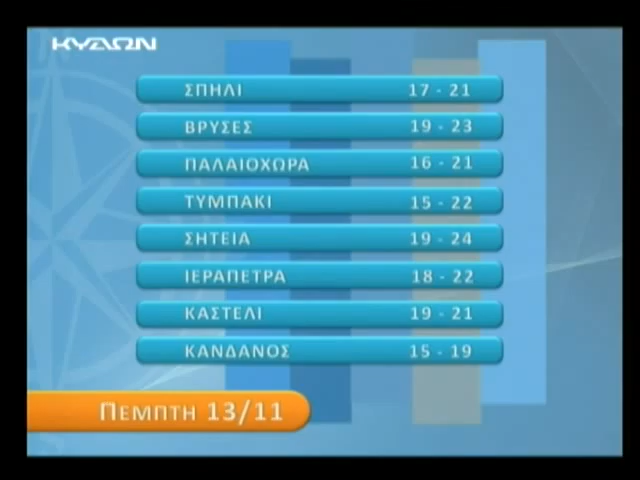 ΚΥΔΩΝ
ΣΠΗΛΙ 17 - 21
ΒΡΥΣΕΣ 19 - 23
ΠΑΛΑΙΟΧΩΡΑ 16 - 21
ΤΥΜΠΑΚΙ 15 - 22
ΣΗΤΕΙΑ 19 - 24
ΙΕΡΑΠΕΤΡΑ 18 - 22
ΚΑΣΤΕΛΙ 19 - 21
ΚΑΝΔΑΝΟΣ 15 - 19
ΠΕΜΠΤΗ 13/11